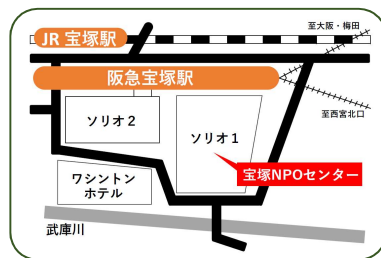 至大阪・梅田
JR 宝塚駅
阪急宝塚駅
至西宮北口
ソリオ2
ソリオ1
宝塚NPOセンター
ワシントン
ホテル
武庫川